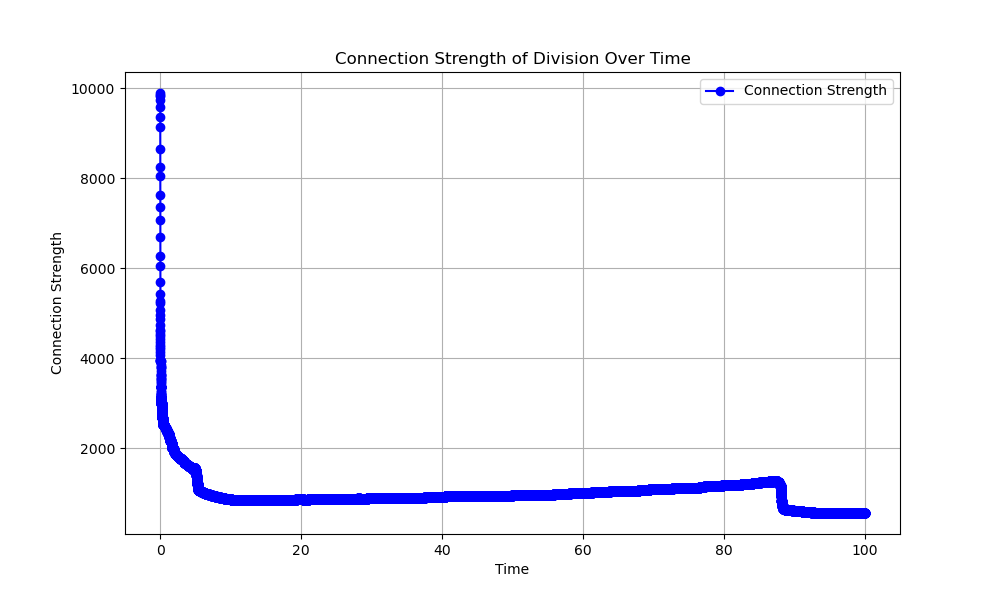 Connection Strength of Division Over Time
Connection Strength
10000
8000
6000
4000
2000
Connection Strength
0
20
40
60
80
100
Time